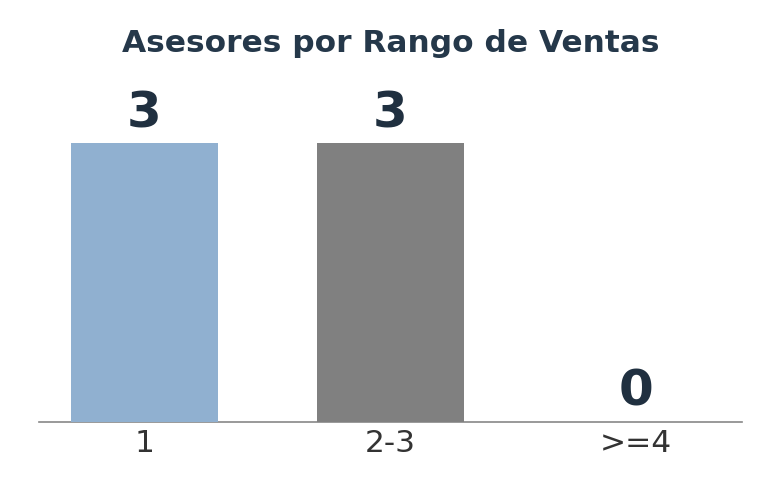 Asesores por Rango de Ventas
3 3
0
1 2-3 >=4